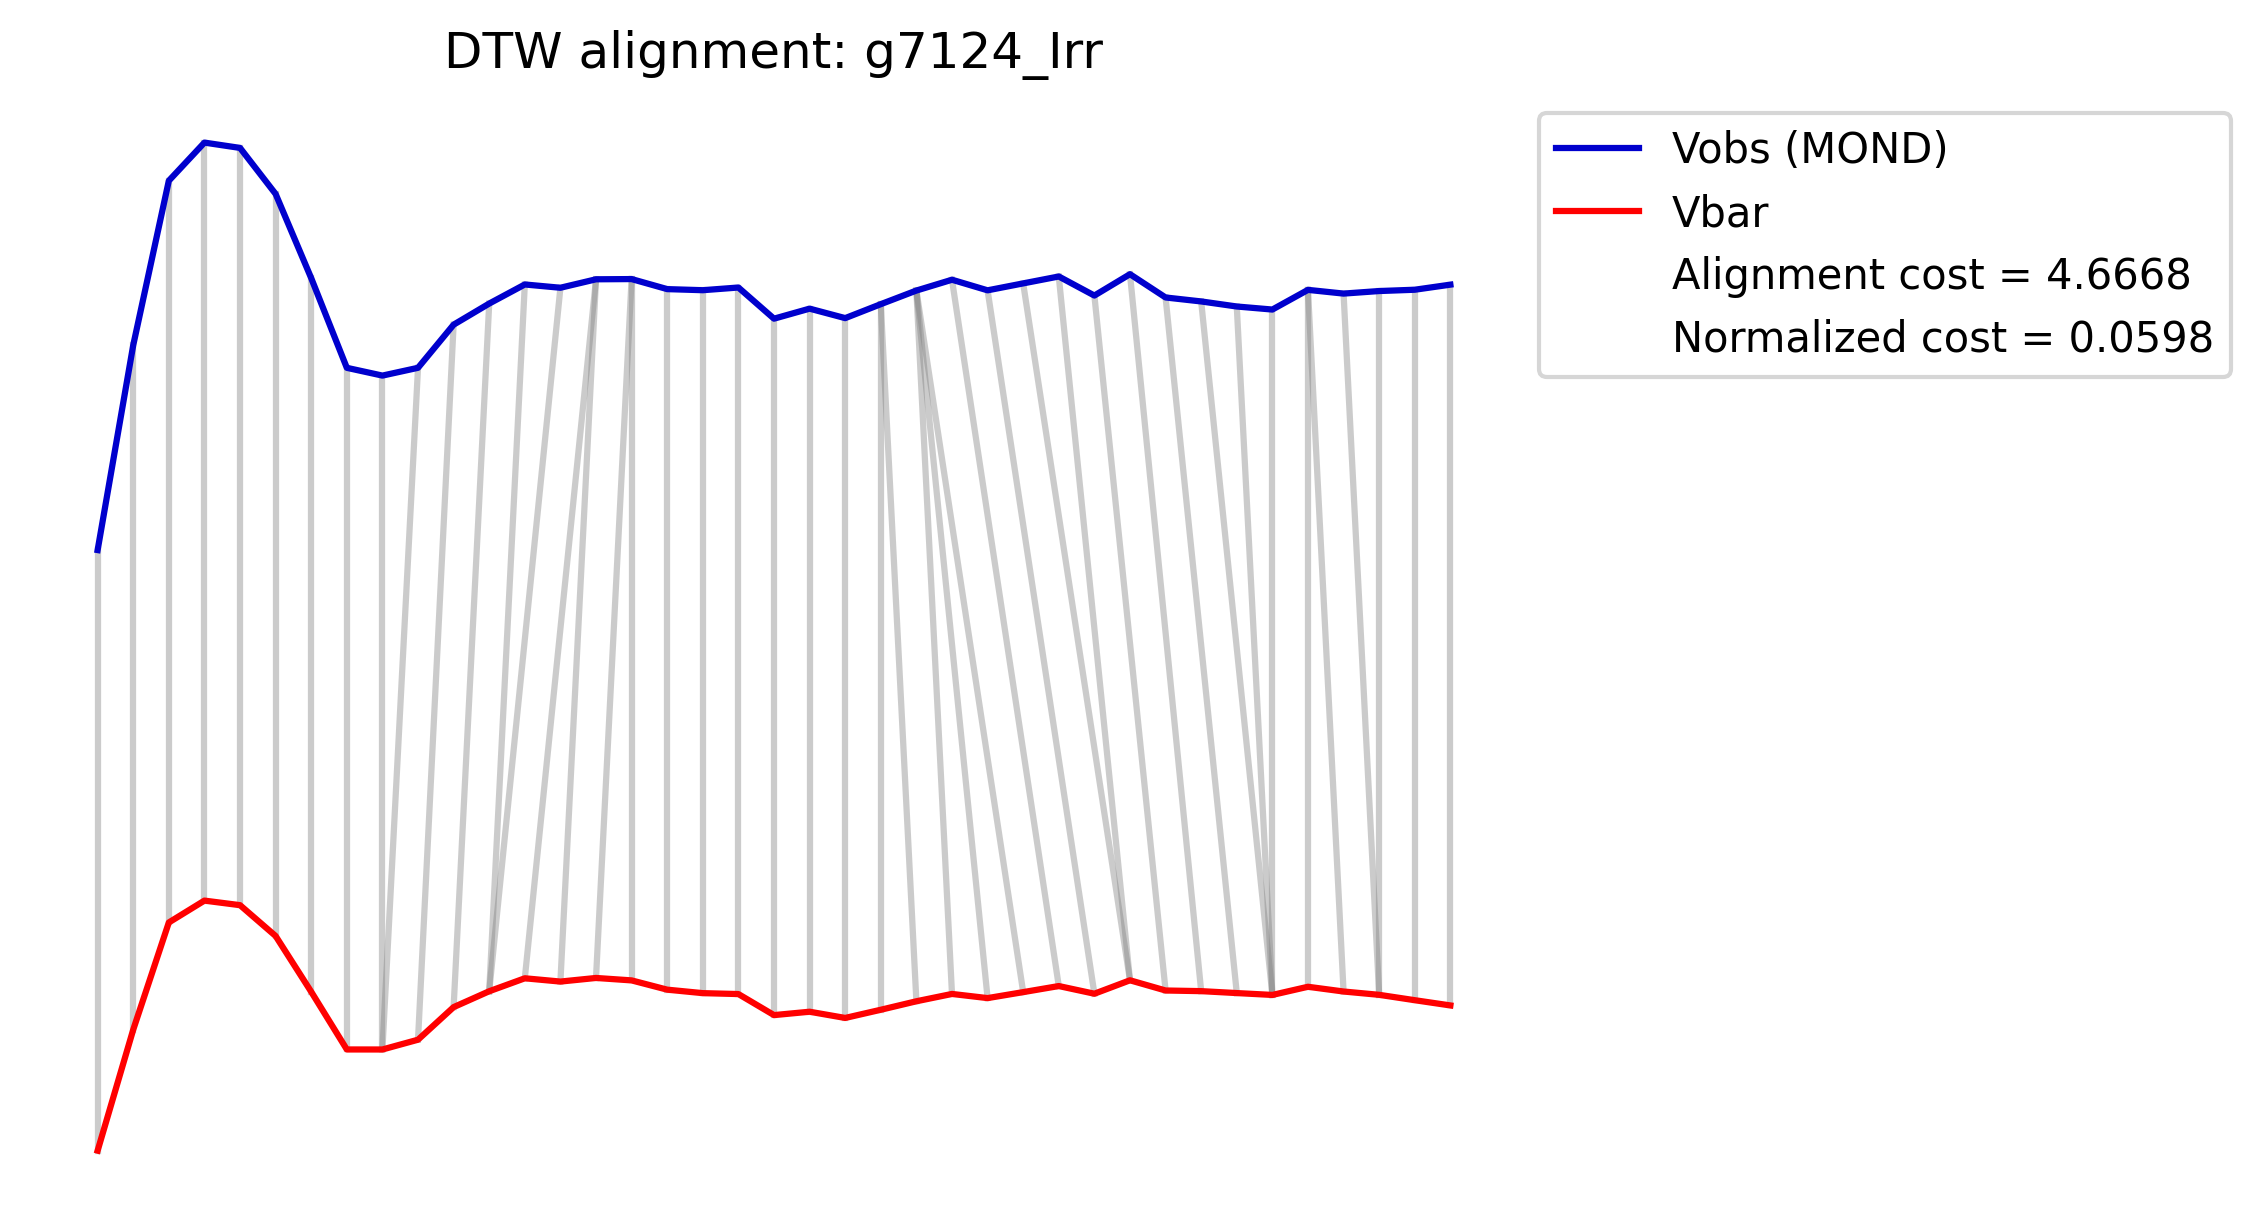 DTW alignment: g7124_Irr
Vobs (MOND)
Vbar
Alignment cost = 4.6668
Normalized cost = 0.0598